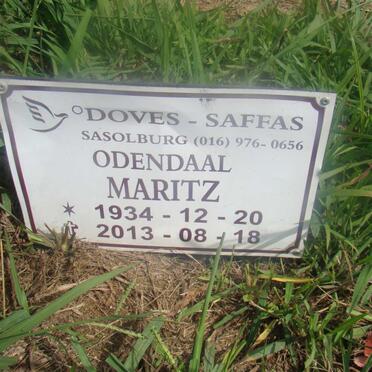 DOVES - SAFFAS
SASOLBURG (016) 976-0656
ODENDAAL
MARITZ
1934 - 12 - 20
2013 - 08 - 18